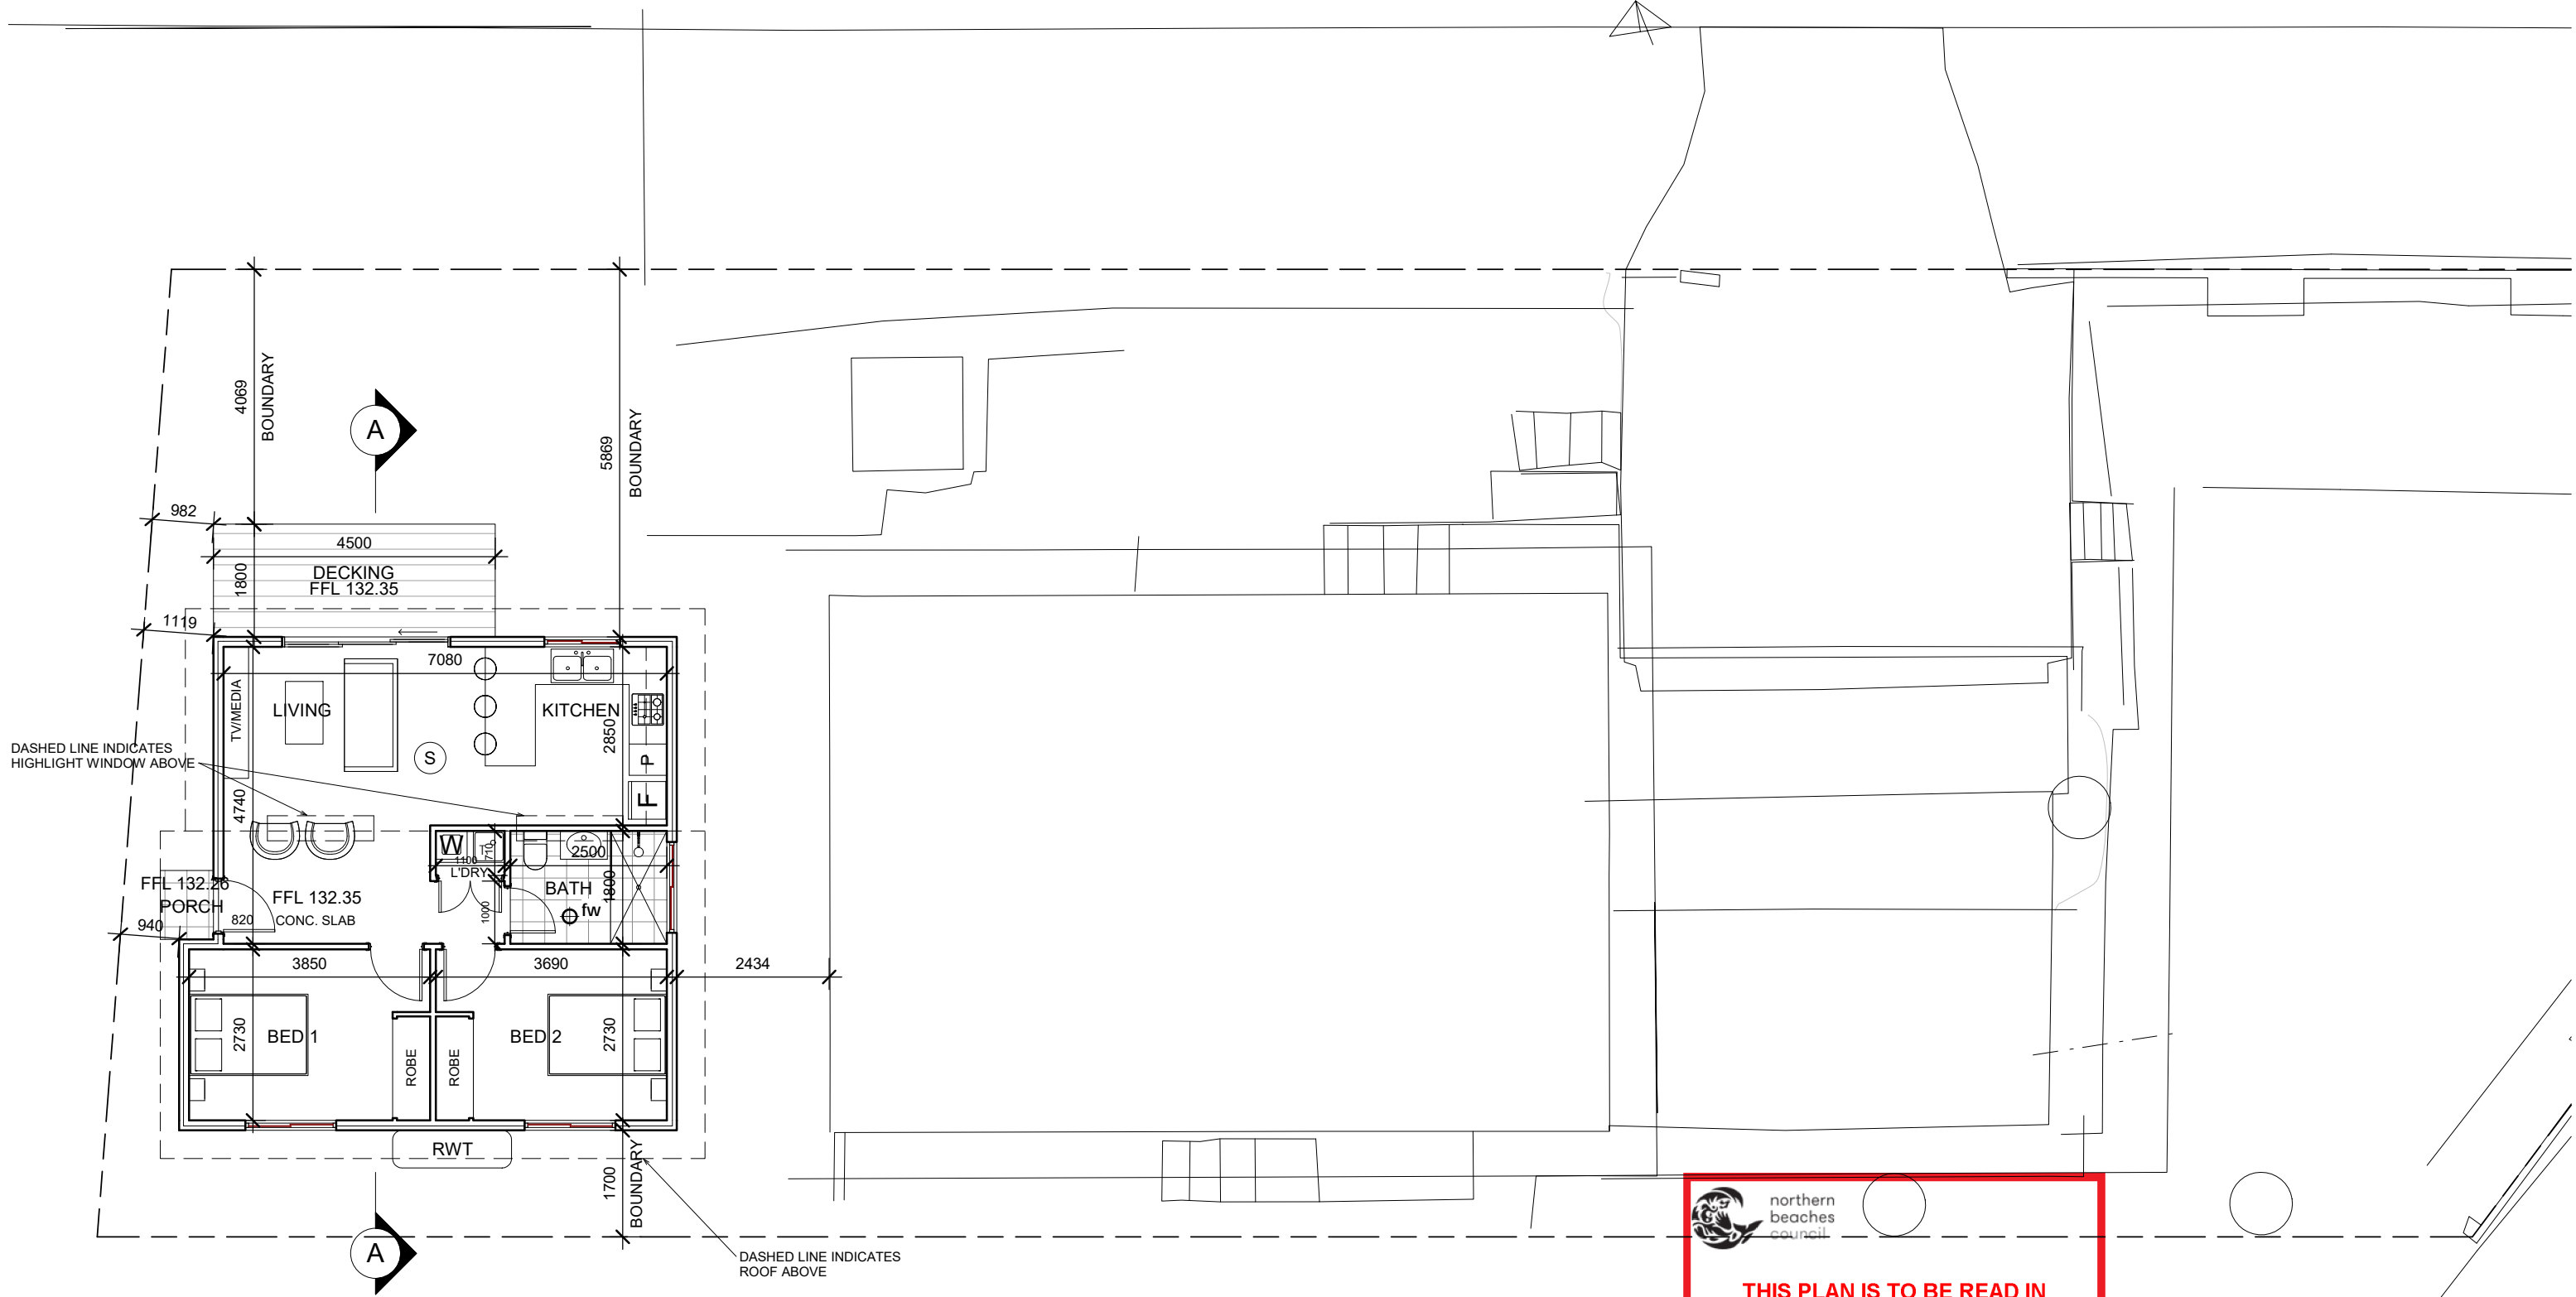 4069
BOUNDARY
5869
BOUNDARY
A
982
4500
1800
DECKING
FFL 132.35
1119
7080
TV/MEDIA
LIVING
KITCHEN
2850
S
P
F
DASHED LINE INDICATES
HIGHLIGHT WINDOW ABOVE
4740
W
1100
710
L'DRY
2500
BATH
1800
fw
1000
FFL 132.26
PORCH
FFL 132.35
820
CONC. SLAB
940
3850
3690
2434
2730
BED 1
ROBE
ROBE
BED 2
2730
RWT
1700
BOUNDARY
A
DASHED LINE INDICATES
ROOF ABOVE
northern
beaches
council
THIS PLAN IS TO BE READ IN